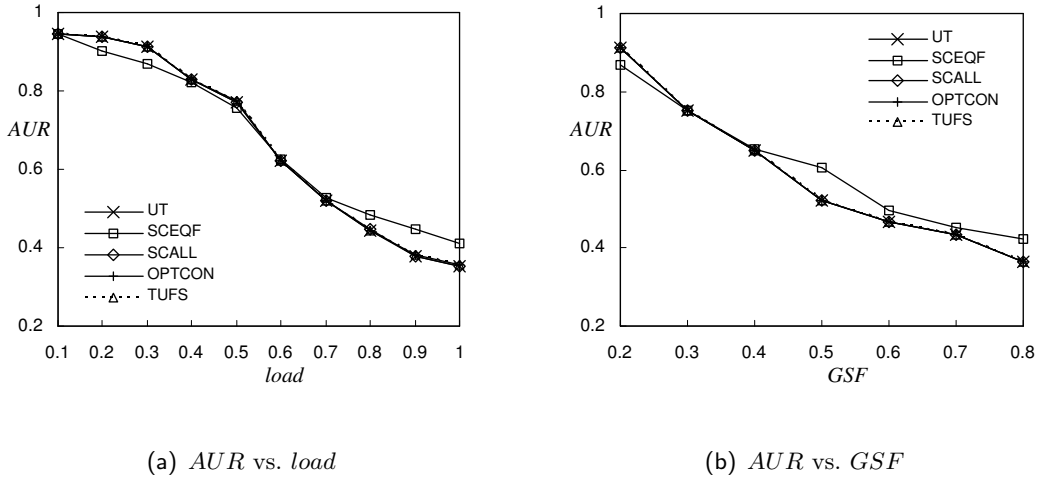 1
0.8
AUR
0.6
0.4
0.2
UT
SCEQF
SCALL
OPTCON
TUFS
0.1 0.2 0.3 0.4 0.5 0.6 0.7 0.8 0.9 1
load
(a) AUR vs. load
1
0.8
AUR
0.6
0.4
0.2
UT
SCEQF
SCALL
OPTCON
TUFS
0.2 0.3 0.4 0.5 0.6 0.7 0.8
GSF
(b) AUR vs. GSF